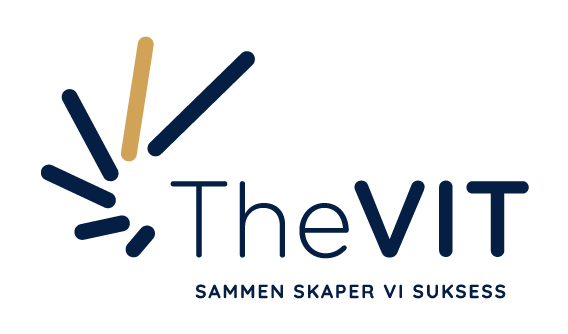 TheVIT
SAMMEN SKAPER VI SUKSESS